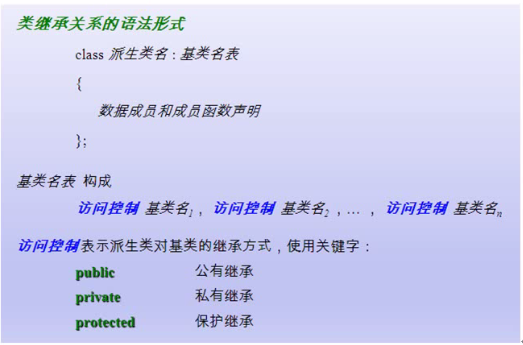 类继承关系的语法形式
class 派生类名 : 基类名表
{
数据成员和成员函数声明
};
基类名表 构成
访问控制 基类名1 , 访问控制 基类名2 , … , 访问控制 基类名n
访问控制表示派生类对基类的继承方式 , 使用关键字 :
public 公有继承
private 私有继承
protected 保护继承